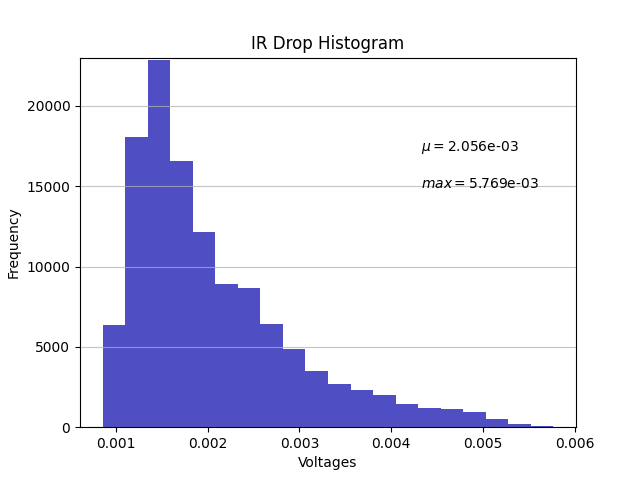 IR Drop Histogram
20000
15000
10000
5000
0
Frequency
μ = 2.056e-03
max = 5.769e-03
0.001 0.002 0.003 0.004 0.005 0.006
Voltages